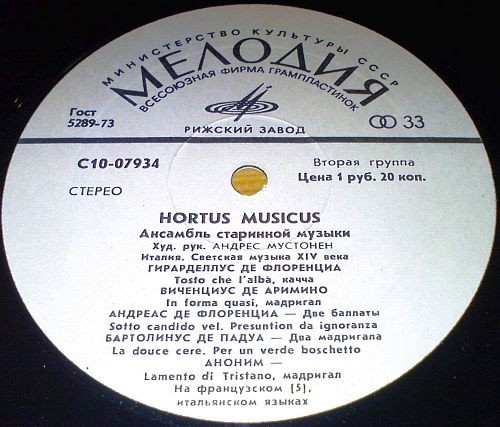 МИНИСТЕРСТВО КУЛЬТУРЫ СССР
МЕЛОДИЯ
ВСЕСОЮЗНАЯ ФИРМА ГРАМПЛАСТИНОК
Гост
5289-73
33
РИЖСКИЙ ЗАВОД
С10-07934
Вторая группа
Цена 1 руб. 20 коп.
СТЕРЕО
HORTUS MUSICUS
Ансамбль старинной музыки
Худ. рук. АНДРЕС МУСТОНЕН
Италия. Светская музыка XIV века
ГИРАРДЕЛЛУС ДЕ ФЛОРЕНЦИА
Tosto che l'albà, качча
ВИЧЕНЦИУС ДЕ АРИМИНО
In forma quasi, мадригал
АНДРЕАС ДЕ ФЛОРЕНЦИА — Две баллаты
Sotto candido vel. Presuntion da ignoranza
БАРТОЛИНУС ДЕ ПАДУА — Два мадригала
La douce cere. Per un verde boschetto
АНОНИМ —
Lamento di Tristano, мадригал
На французском (5),
итальянском языках